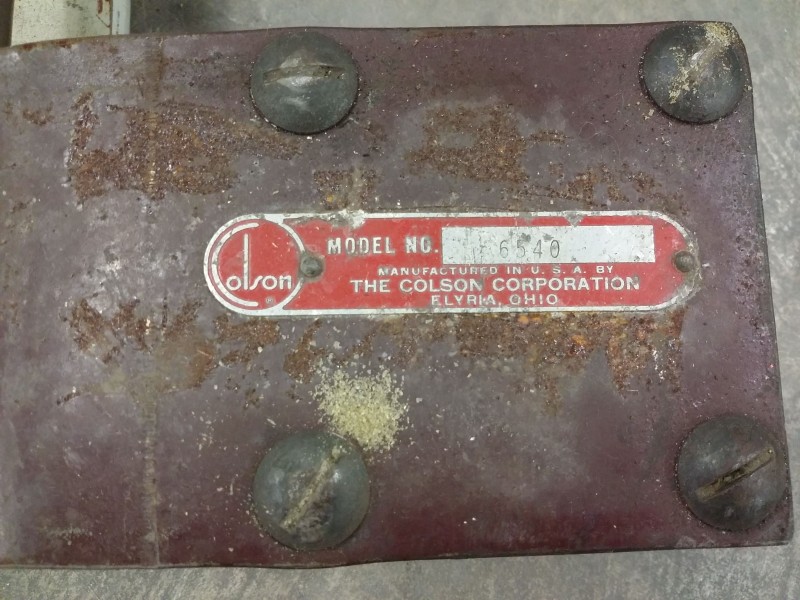 Colson
®
MODEL NO. 6540
MANUFACTURED IN U. S. A. BY
THE COLSON CORPORATION
ELYRIA, OHIO